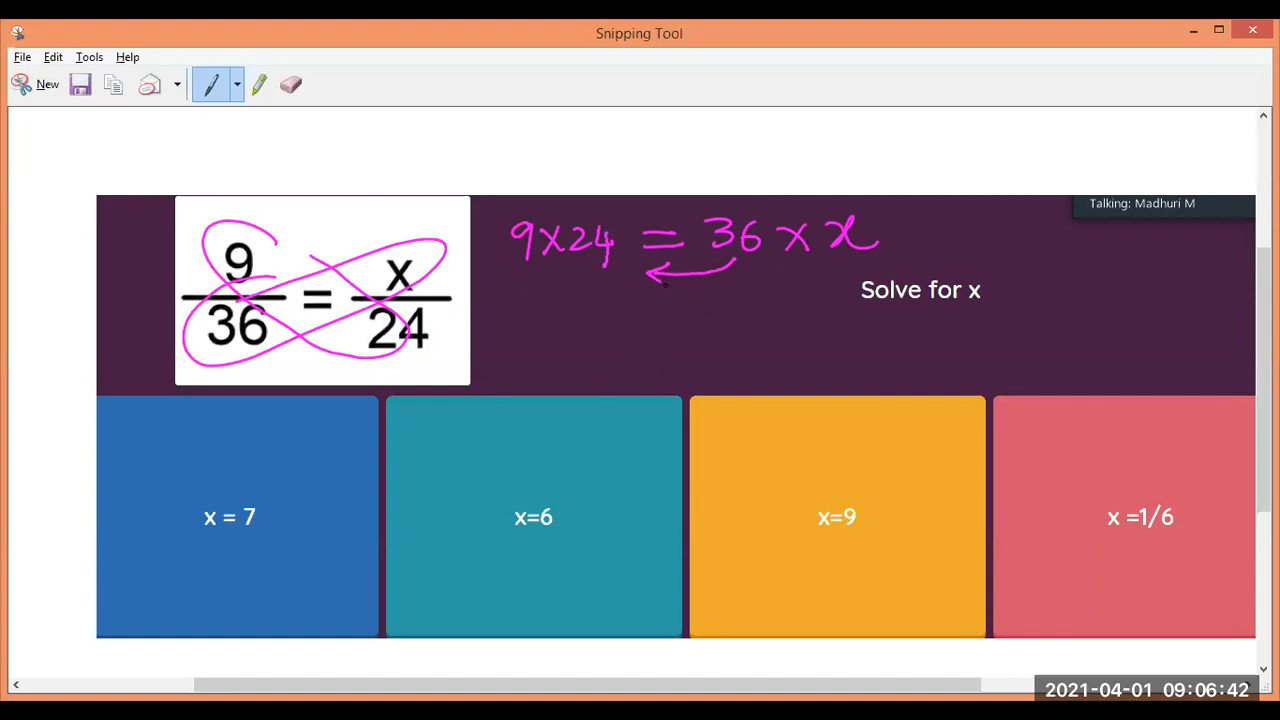 Snipping Tool
File Edit Tools Help
New
Talking: Madhuri M
9/36 = x/24
9x24 = 36 x x
Solve for x
x = 7
x=6
x=9
x =1/6
2021-04-01 09:06:42